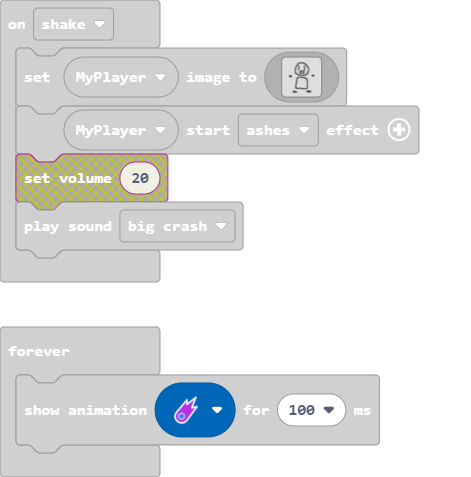 on shake
set MyPlayer image to
MyPlayer start ashes effect
set volume 20
play sound big crash
forever
show animation for 100 ms